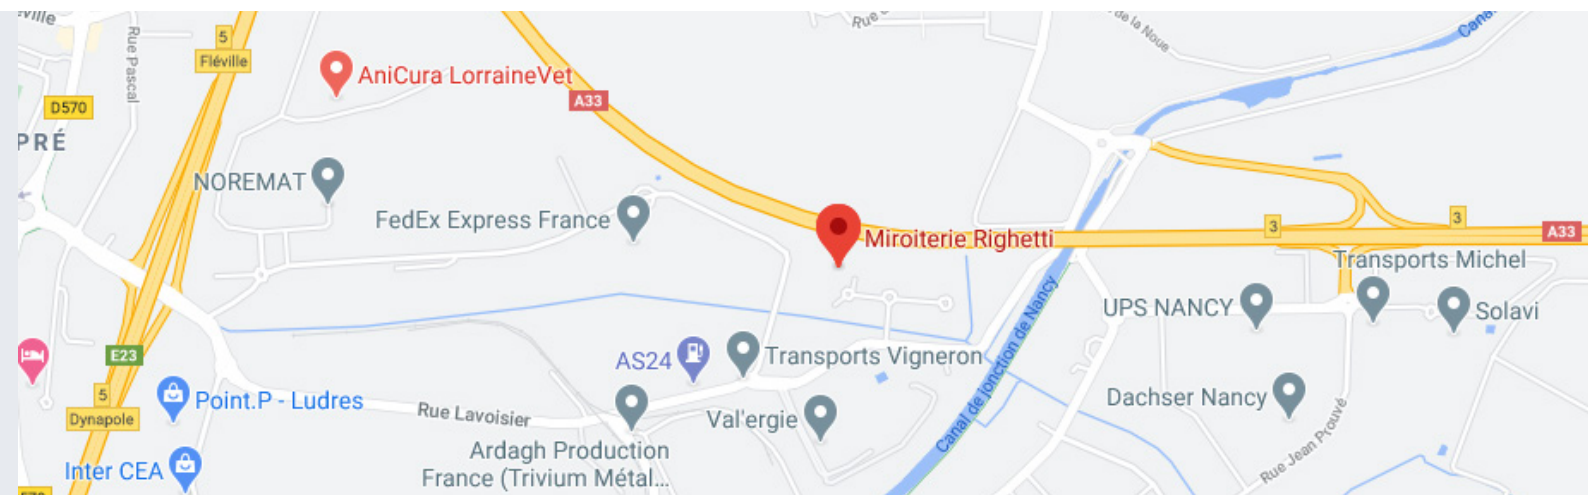 éville
Rue Pascal
5
Fléville
AniCura LorraineVet
A33
D570
PRÉ
NOREMAT
FedEx Express France
Miroiterie Righetti
3
3
A33
Transports Michel
UPS NANCY
Solavi
Canal de jonction de Nancy
E23
AS24
Transports Vigneron
5
Dynapole
Point.P - Ludres
Rue Lavoisier
Val'ergie
Dachser Nancy
Rue Jean Prouvé
Inter CEA
Ardagh Production
France (Trivium Métal...
de la Noue
Rue
Canal